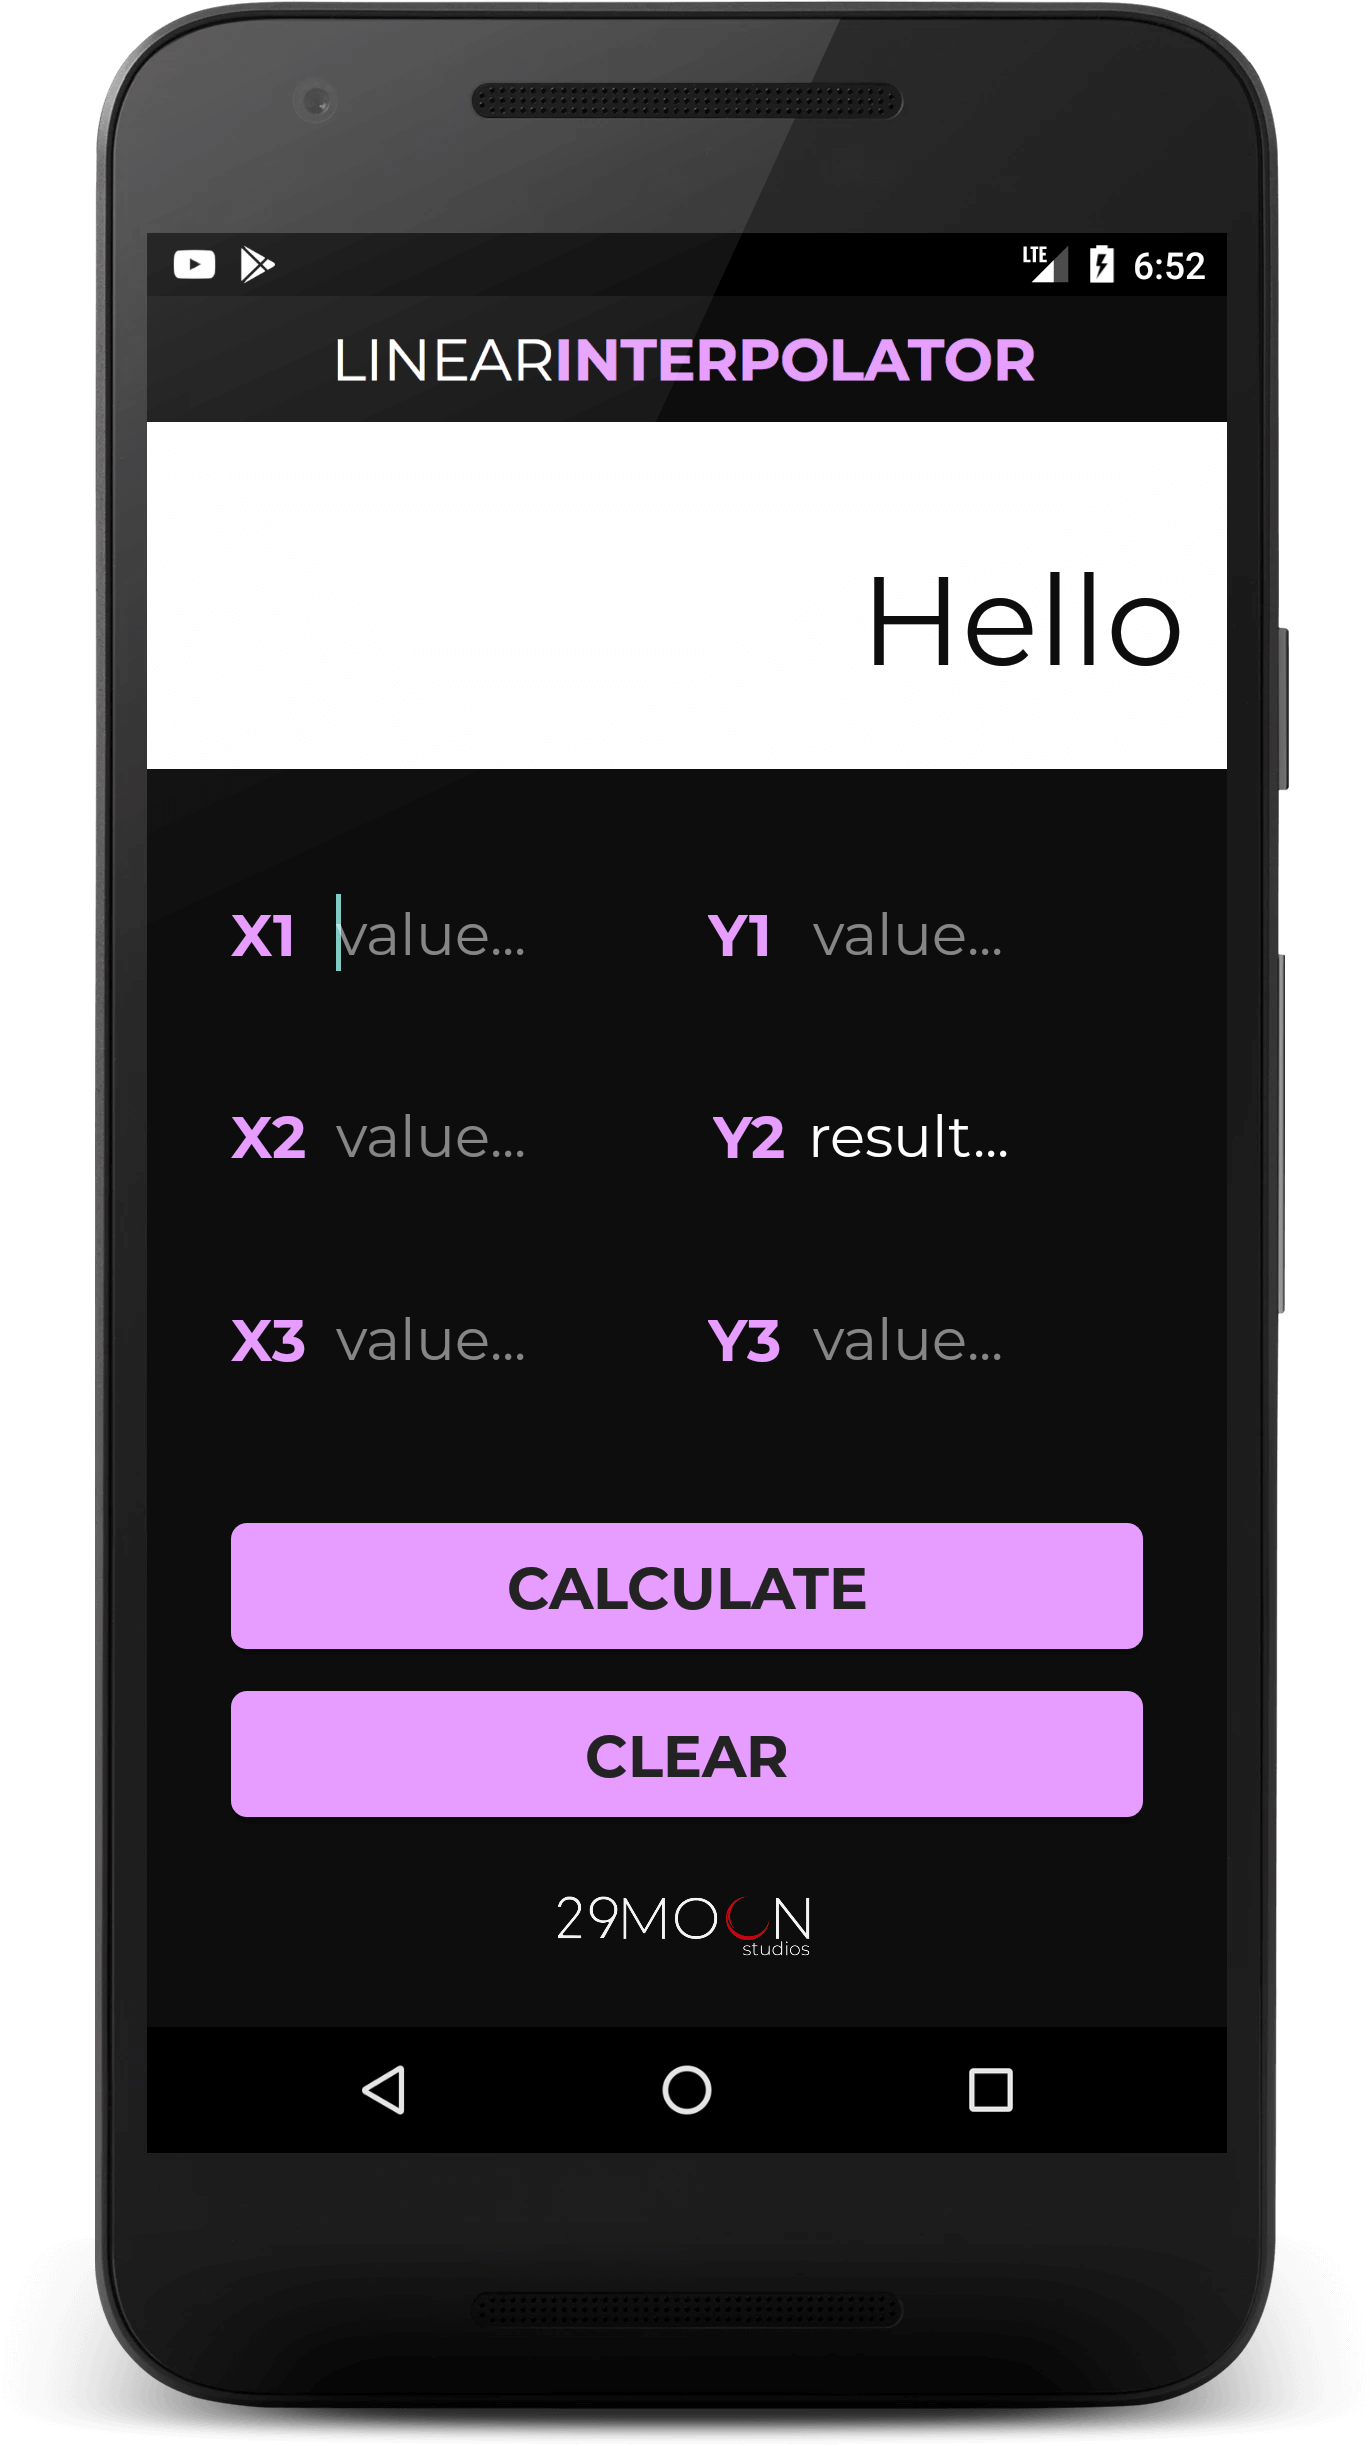 LTE 6:52
LINEARINTERPOLATOR
Hello
X1 value... Y1 value...
X2 value... Y2 result...
X3 value... Y3 value...
CALCULATE
CLEAR
29MOON
studios